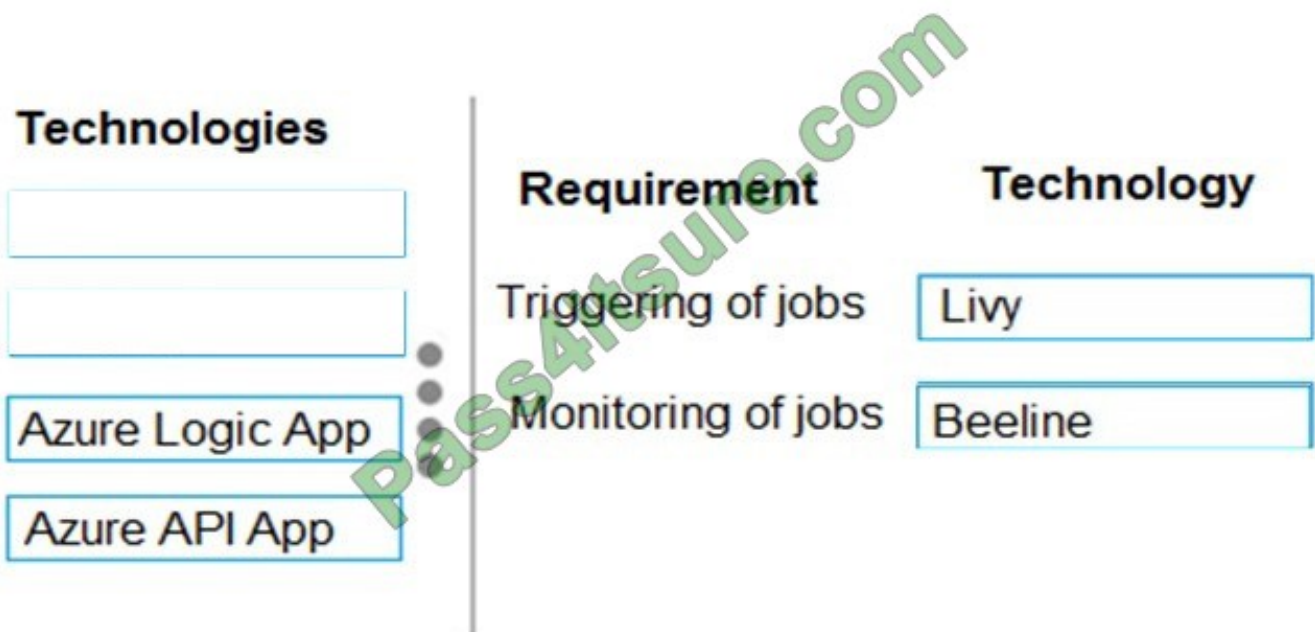 Technologies
Azure Logic App
Azure API App
Requirement Technology
Triggering of jobs Livy
Monitoring of jobs Beeline
Pass4itsure.com